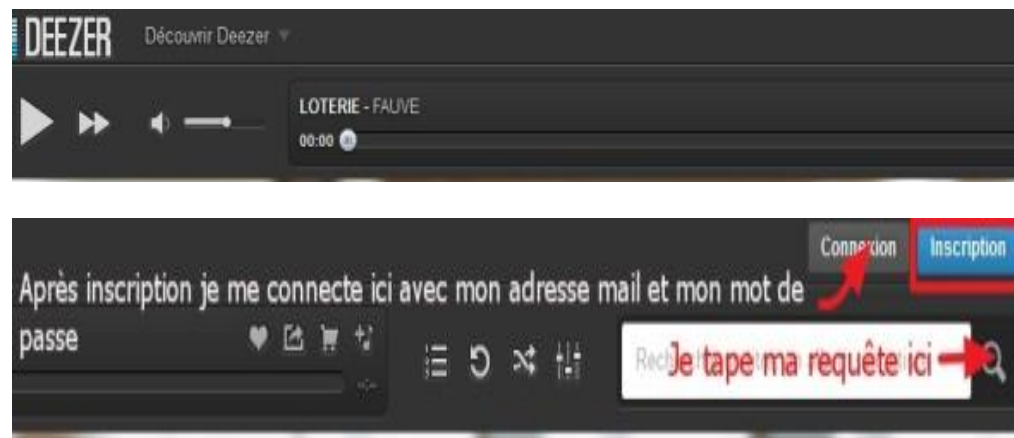 DEEZER Découvrir Deezer
LOTERIE - FAUVE
00:00
Connexion Inscription
Après inscription je me connecte ici avec mon adresse mail et mon mot de
passe
Je tape ma requête ici